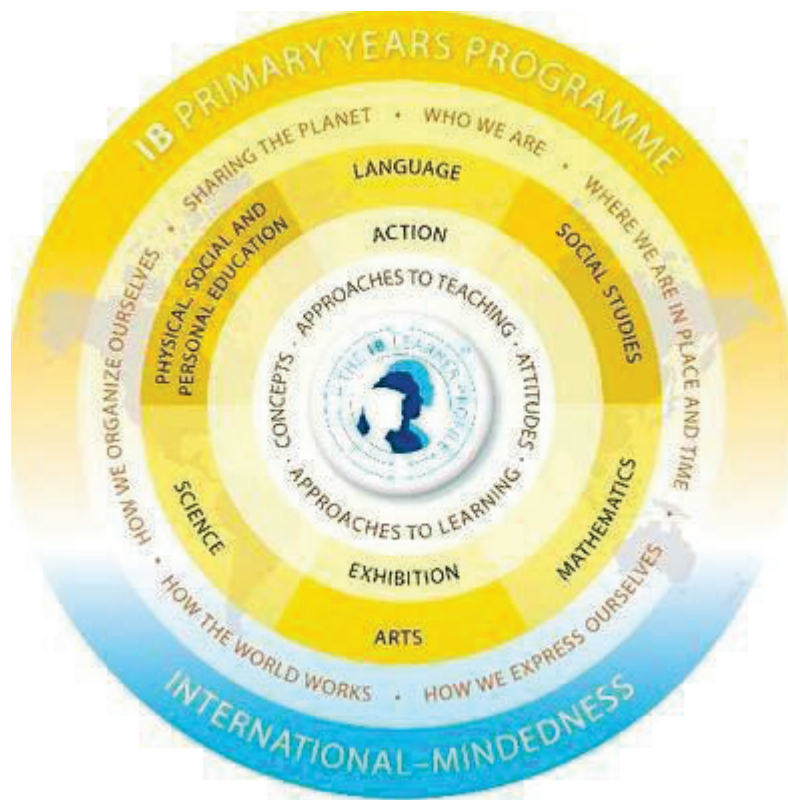 IB PRIMARY YEARS PROGRAMME
SHARING THE PLANET
WHO WE ARE
WHERE WE ARE IN PLACE AND TIME
HOW WE EXPRESS OURSELVES
HOW THE WORLD WORKS
HOW WE ORGANIZE OURSELVES
LANGUAGE
SOCIAL STUDIES
MATHEMATICS
ARTS
SCIENCE
PHYSICAL, SOCIAL AND
PERSONAL EDUCATION
ACTION
EXHIBITION
APPROACHES TO TEACHING
ATTITUDES
APPROACHES TO LEARNING
CONCEPTS
THE IB LEARNER PROFILE
INTERNATIONAL–MINDEDNESS